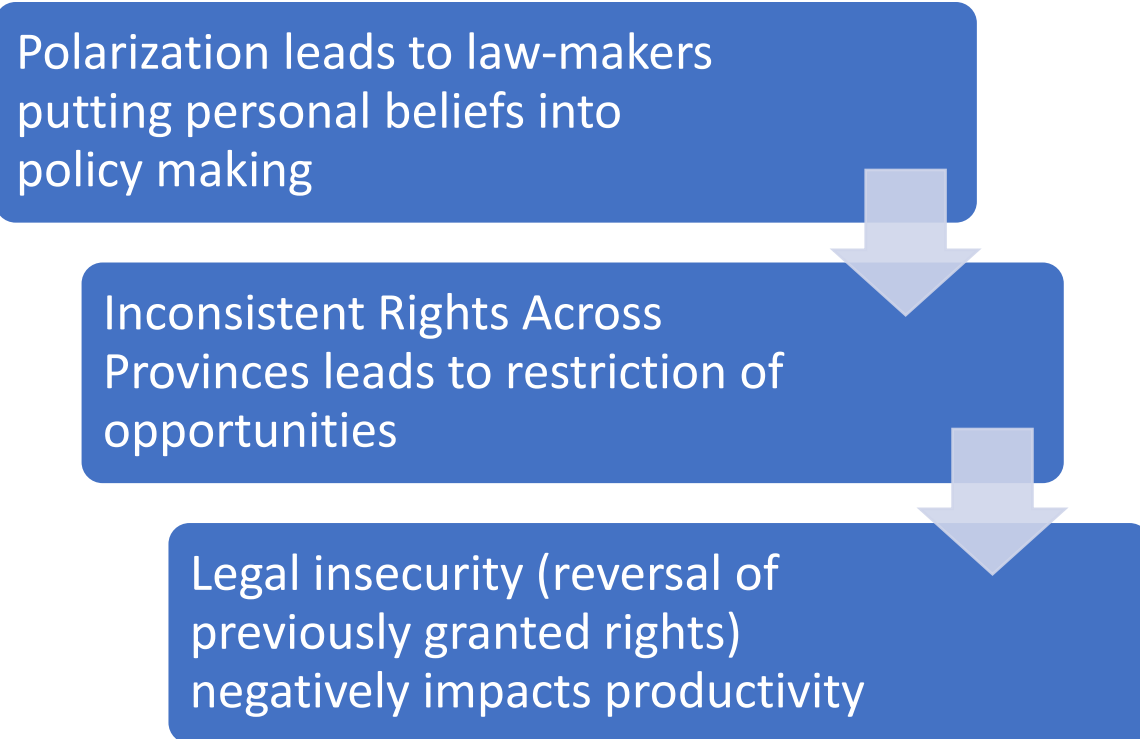 Polarization leads to law-makers
putting personal beliefs into
policy making
Inconsistent Rights Across
Provinces leads to restriction of
opportunities
Legal insecurity (reversal of
previously granted rights)
negatively impacts productivity